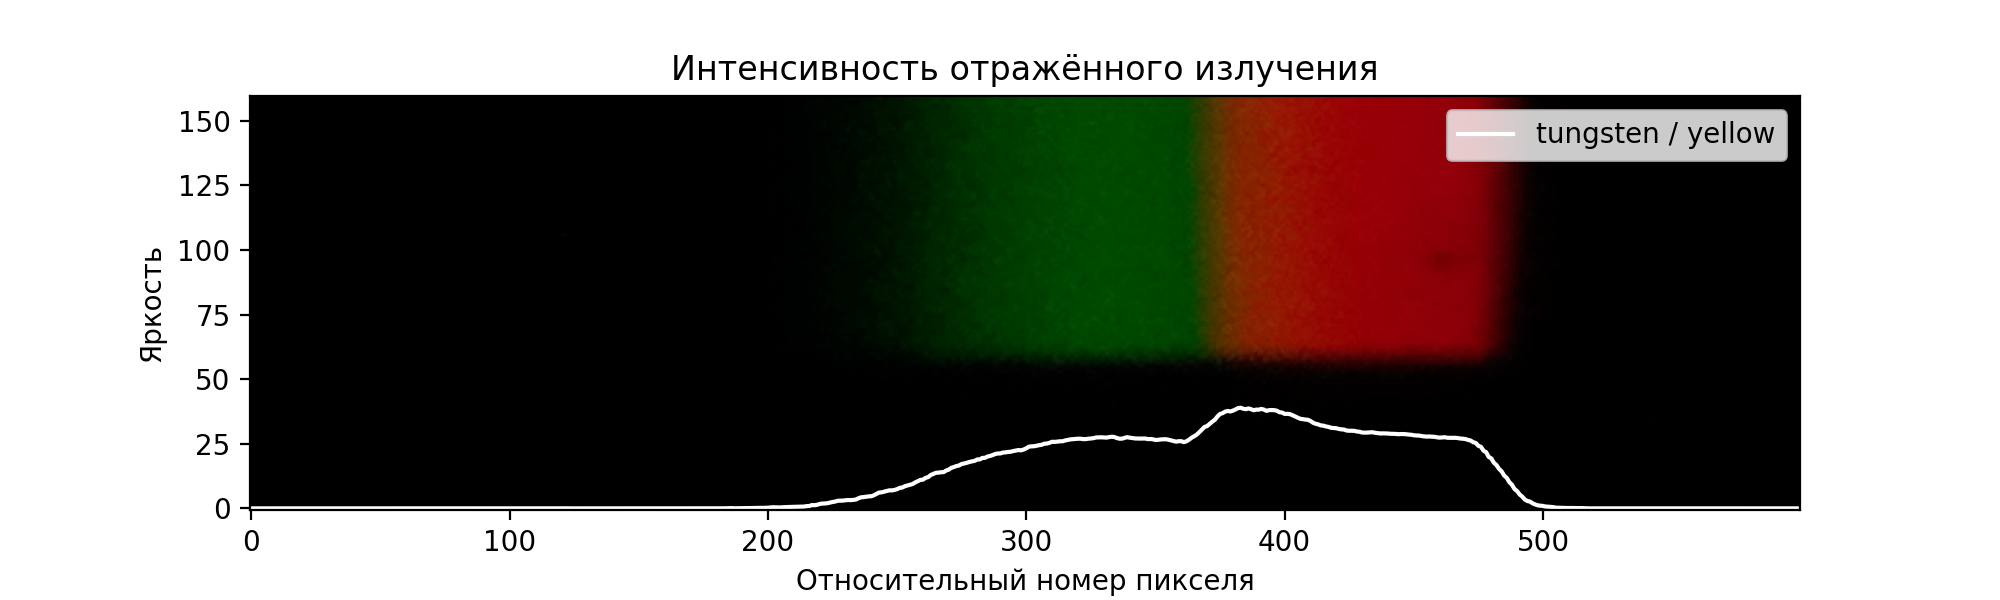 Интенсивность отражённого излучения
tungsten / yellow
Яркость
150
125
100
75
50
25
0
0 100 200 300 400 500
Относительный номер пикселя